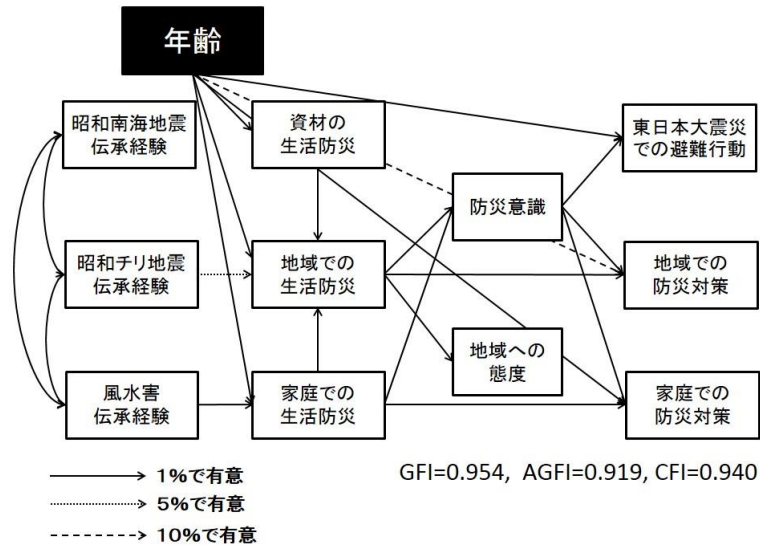 年齢
昭和南海地震
伝承経験
資材の
生活防災
東日本大震災
での避難行動
防災意識
昭和チリ地震
伝承経験
地域での
生活防災
地域での
防災対策
地域への
態度
風水害
伝承経験
家庭での
生活防災
家庭での
防災対策
1%で有意
5%で有意
10%で有意
GFI=0.954, AGFI=0.919, CFI=0.940